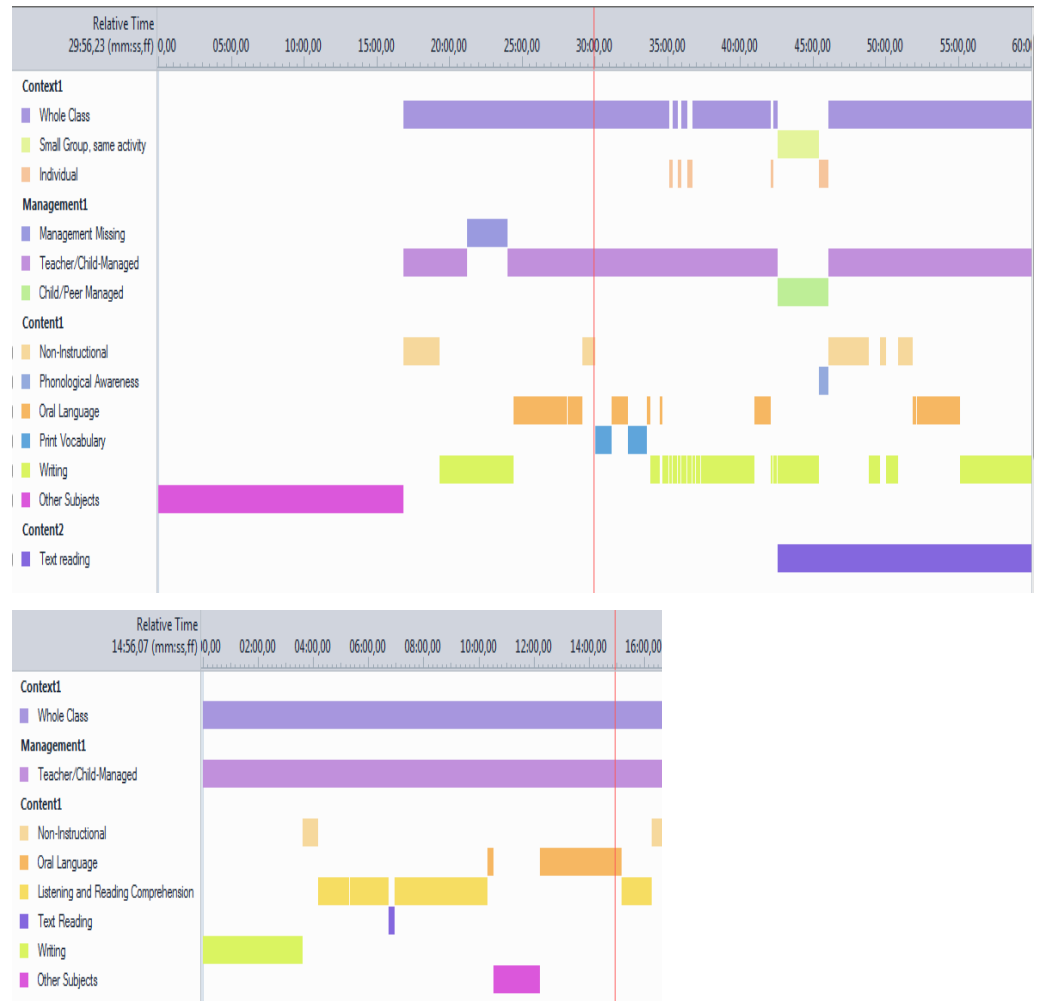 Relative Time
29:56,23 (mm:ss,ff) 0,00 05:00,00 10:00,00 15:00,00 20:00,00 25:00,00 30:00,00 35:00,00 40:00,00 45:00,00 50:00,00 55:00,00 60:0
Context1
Whole Class
Small Group, same activity
Individual
Management1
Management Missing
Teacher/Child-Managed
Child/Peer Managed
Content1
Non-Instructional
Phonological Awareness
Oral Language
Print Vocabulary
Writing
Other Subjects
Content2
Text reading
Relative Time
14:56,07 (mm:ss,ff) 0,00 02:00,00 04:00,00 06:00,00 08:00,00 10:00,00 12:00,00 14:00,00 16:00,00
Context1
Whole Class
Management1
Teacher/Child-Managed
Content1
Non-Instructional
Oral Language
Listening and Reading Comprehension
Text Reading
Writing
Other Subjects